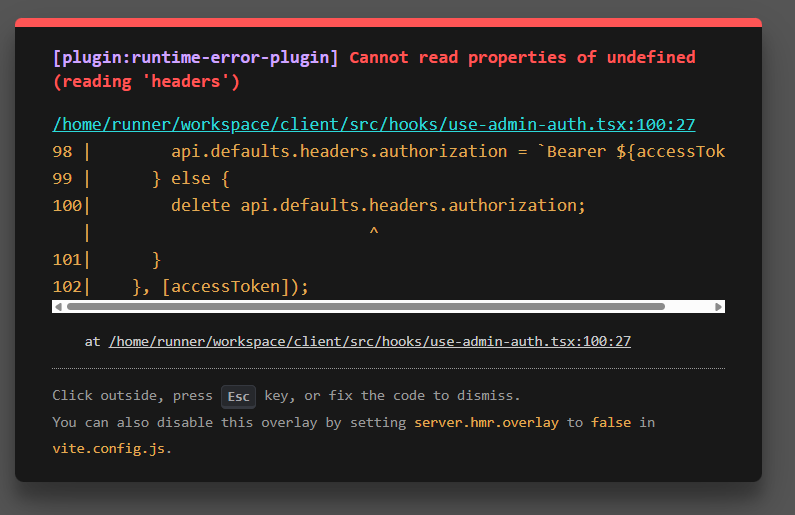 [plugin:runtime-error-plugin] Cannot read properties of undefined
(reading 'headers')
/home/runner/workspace/client/src/hooks/use-admin-auth.tsx:100:27
98 |        api.defaults.headers.authorization = `Bearer ${accessTok
99 |      } else {
100|        delete api.defaults.headers.authorization;
   |                            ^
101|      }
102|    }, [accessToken]);
at /home/runner/workspace/client/src/hooks/use-admin-auth.tsx:100:27
Click outside, press Esc key, or fix the code to dismiss.
You can also disable this overlay by setting server.hmr.overlay to false in
vite.config.js.